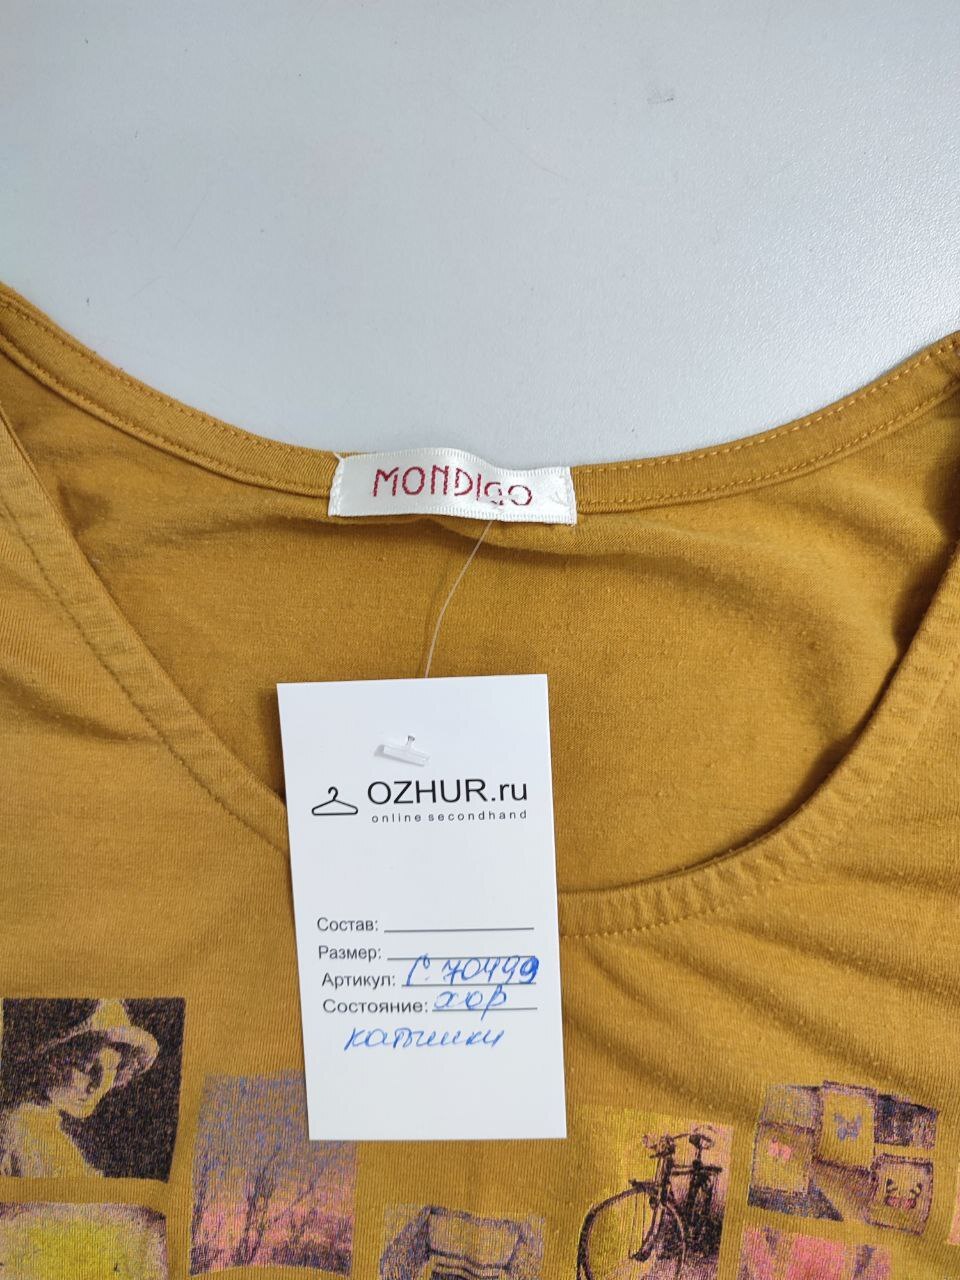 MONDIGO
OZHUR.ru
online secondhand
Состав:
Размер:
Артикул: Г. 70499
Состояние: хор
катышки